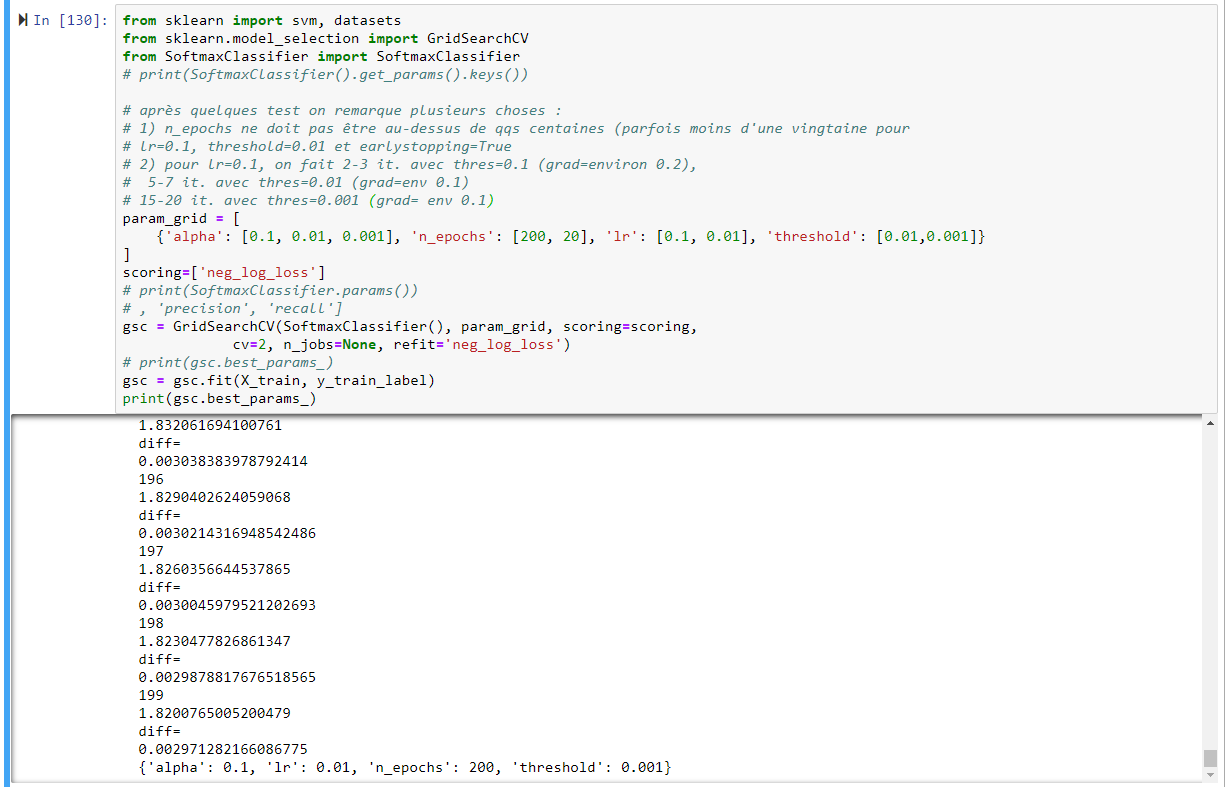 In [130]:
from sklearn import svm, datasets
from sklearn.model_selection import GridSearchCV
from SoftmaxClassifier import SoftmaxClassifier
# print(SoftmaxClassifier().get_params().keys())
# après quelques test on remarque plusieurs choses :
# 1) n_epochs ne doit pas être au-dessus de qqs centaines (parfois moins d'une vingtaine pour
# lr=0.1, threshold=0.01 et earlystopping=True
# 2) pour lr=0.1, on fait 2-3 it. avec thres=0.1 (grad=environ 0.2),
#  5-7 it. avec thres=0.01 (grad=env 0.1)
# 15-20 it. avec thres=0.001 (grad= env 0.1)
param_grid = [
    {'alpha': [0.1, 0.01, 0.001], 'n_epochs': [200, 20], 'lr': [0.1, 0.01], 'threshold': [0.01,0.001]}
]
scoring=['neg_log_loss']
# print(SoftmaxClassifier.params())
# , 'precision', 'recall']
gsc = GridSearchCV(SoftmaxClassifier(), param_grid, scoring=scoring,
             cv=2, n_jobs=None, refit='neg_log_loss')
# print(gsc.best_params_)
gsc = gsc.fit(X_train, y_train_label)
print(gsc.best_params_)
1.832061694100761
diff=
0.003038383978792414
196
1.8290402624059068
diff=
0.0030214316948542486
197
1.8260356644537865
diff=
0.0030045979521202693
198
1.8230477826861347
diff=
0.0029878817676518565
199
1.8200765005200479
diff=
0.002971282166086775
{'alpha': 0.1, 'lr': 0.01, 'n_epochs': 200, 'threshold': 0.001}